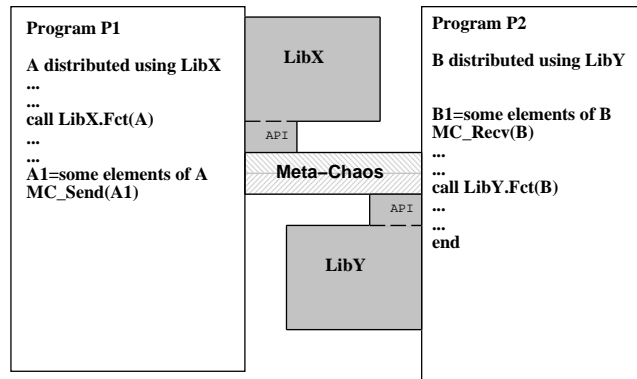 Program P1
A distributed using LibX
...
...
call LibX.Fct(A)
...
...
A1=some elements of A
MC_Send(A1)
LibX
API
Meta-Chaos
API
LibY
Program P2
B distributed using LibY
B1=some elements of B
MC_Recv(B)
...
...
call LibY.Fct(B)
...
...
end